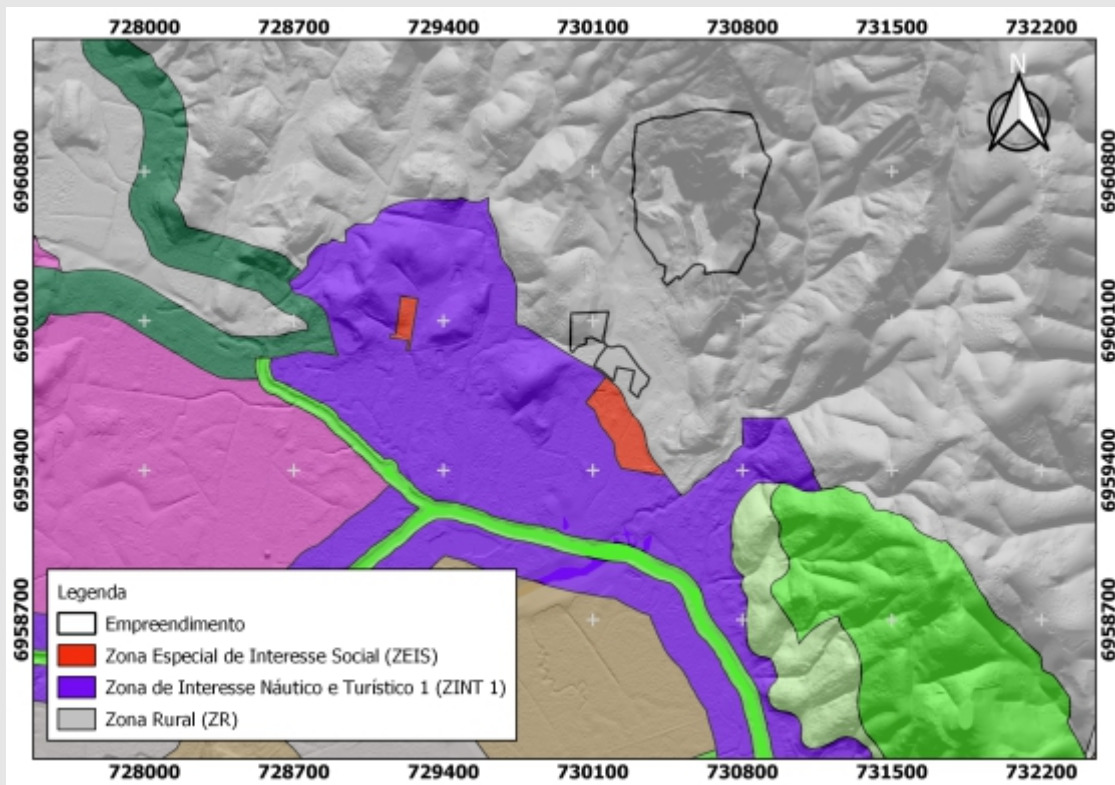 728000 728700 729400 730100 730800 731500 732200
N
6960800 6960800
6960100 6960100
6959400 6959400
6958700 6958700
Legenda
Empreendimento
Zona Especial de Interesse Social (ZEIS)
Zona de Interesse Náutico e Turístico 1 (ZINT 1)
Zona Rural (ZR)
728000 728700 729400 730100 730800 731500 732200